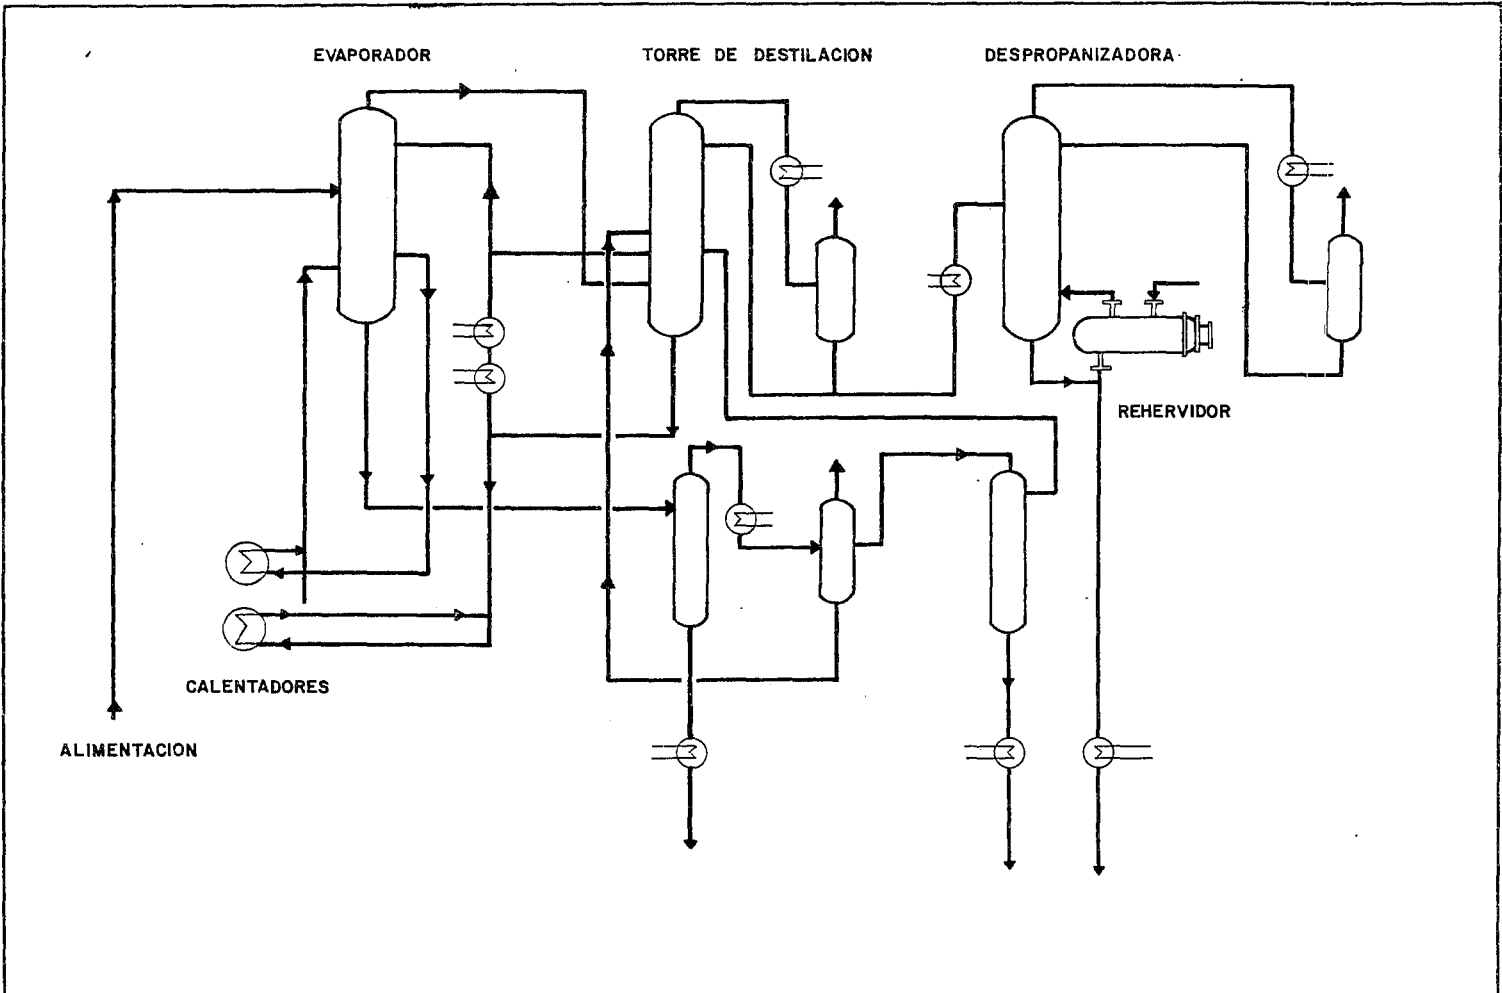 EVAPORADOR
TORRE DE DESTILACION
DESPROPANIZADORA
REHERVIDOR
CALENTADORES
ALIMENTACION